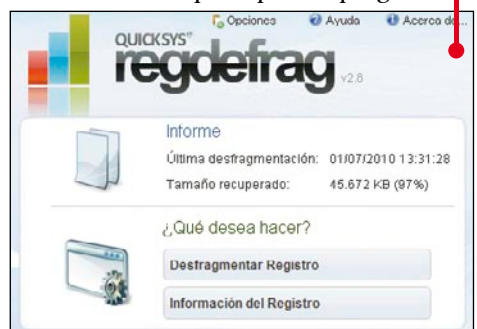 Opciones Ayuda Acerca de...
QUICKSYS™
regdefrag v2.8
Informe
Última desfragmentación: 01/07/2010 13:31:28
Tamaño recuperado: 45.672 KB (97%)
¿Qué desea hacer?
Desfragmentar Registro
Información del Registro